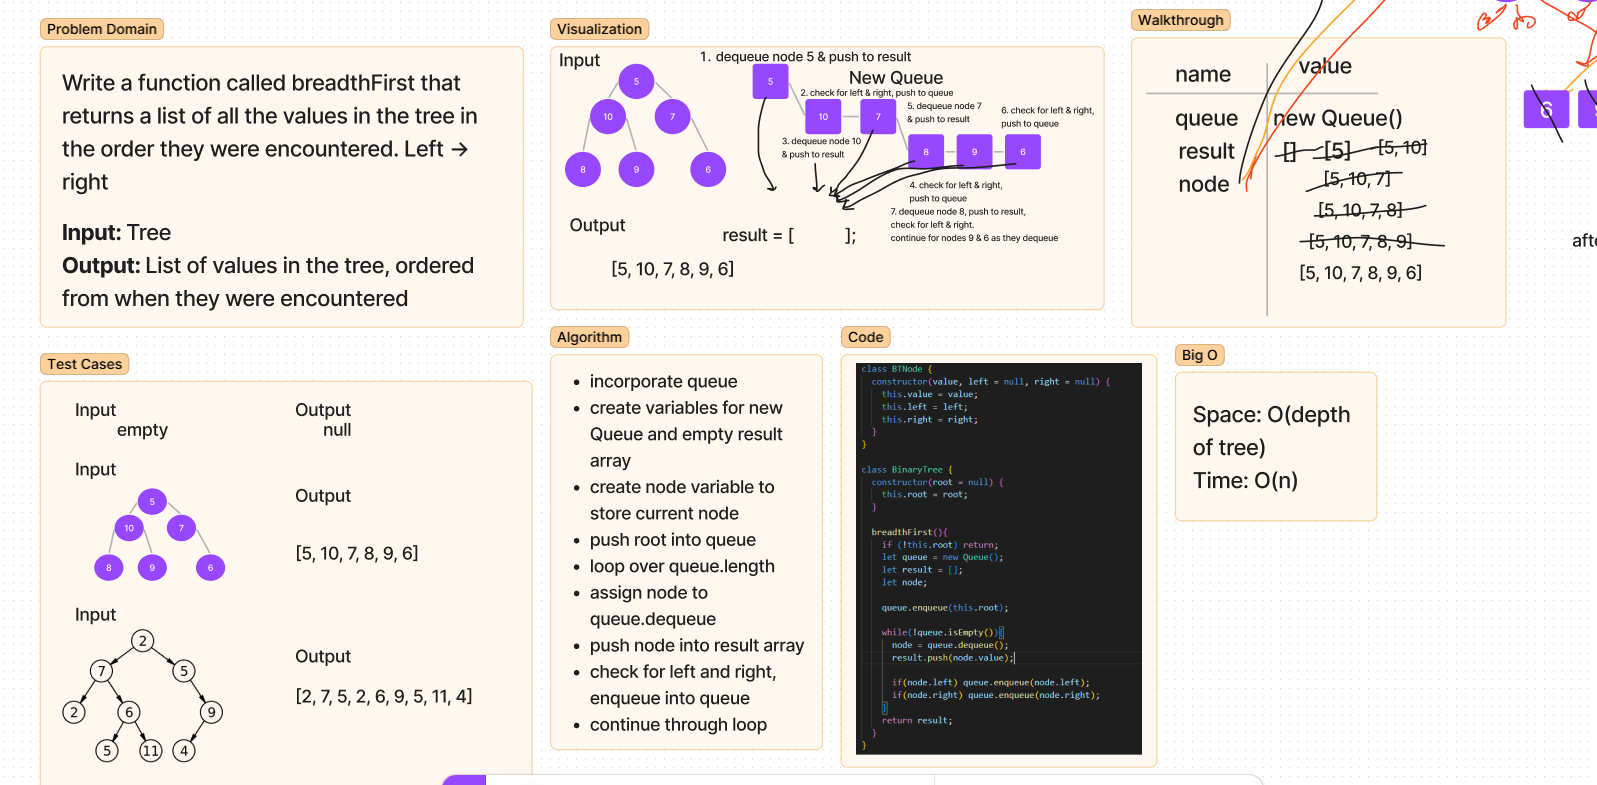 Problem Domain
Write a function called breadthFirst that
returns a list of all the values in the tree in
the order they were encountered. Left →
right
Input: Tree
Output: List of values in the tree, ordered
from when they were encountered
Visualization
Input
1. dequeue node 5 & push to result
5
10
7
8
9
6
5
New Queue
2. check for left & right, push to queue
10
7
5. dequeue node 7
& push to result
6. check for left & right,
push to queue
3. dequeue node 10
& push to result
8
9
6
4. check for left & right,
push to queue
7. dequeue node 8, push to result,
check for left & right.
continue for nodes 9 & 6 as they dequeue
Output
result = [ ];
[5, 10, 7, 8, 9, 6]
Walkthrough
name
value
queue
new Queue()
result
[] [5] [5, 10]
node
[5, 10, 7]
[5, 10, 7, 8]
[5, 10, 7, 8, 9]
[5, 10, 7, 8, 9, 6]
6
afte
Test Cases
Input
empty
Output
null
Input
5
10
7
8
9
6
Output
[5, 10, 7, 8, 9, 6]
Input
2
7
5
2
6
9
5
11
4
Output
[2, 7, 5, 2, 6, 9, 5, 11, 4]
Algorithm
• incorporate queue
• create variables for new
Queue and empty result
array
• create node variable to
store current node
• push root into queue
• loop over queue.length
• assign node to
queue.dequeue
• push node into result array
• check for left and right,
enqueue into queue
• continue through loop
Code
class BTNode {
constructor(value, left = null, right = null) {
this.value = value;
this.left = left;
this.right = right;
}
}
class BinaryTree {
constructor(root = null) {
this.root = root;
}
breadthFirst(){
if (!this.root) return;
let queue = new Queue();
let result = [];
let node;
queue.enqueue(this.root);
while(!queue.isEmpty()){
node = queue.dequeue();
result.push(node.value);
if(node.left) queue.enqueue(node.left);
if(node.right) queue.enqueue(node.right);
}
return result;
}
}
Big O
Space: O(depth
of tree)
Time: O(n)